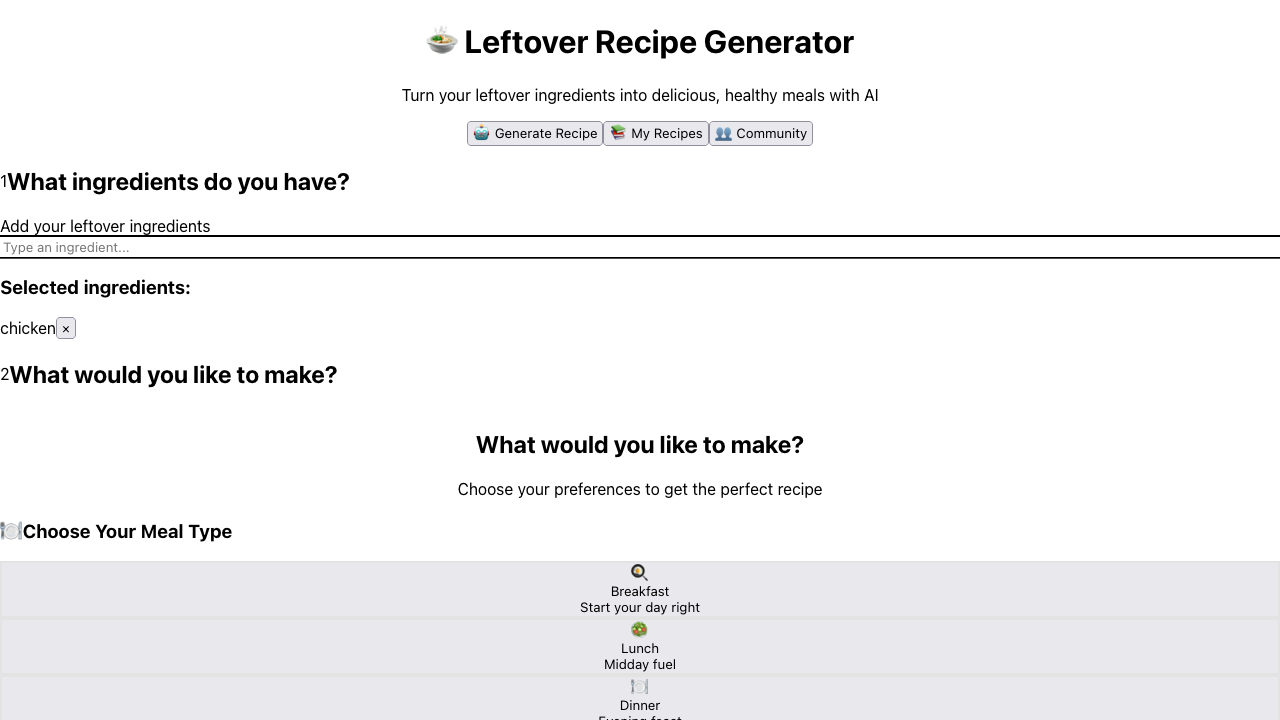 🍜 Leftover Recipe Generator
Turn your leftover ingredients into delicious, healthy meals with AI
🤖 Generate Recipe 📚 My Recipes 👥 Community
1What ingredients do you have?
Add your leftover ingredients
Type an ingredient...
Selected ingredients:
chicken ×
2What would you like to make?
What would you like to make?
Choose your preferences to get the perfect recipe
🍽️Choose Your Meal Type
🍳
Breakfast
Start your day right
🥗
Lunch
Midday fuel
🍽️
Dinner
Evening feast